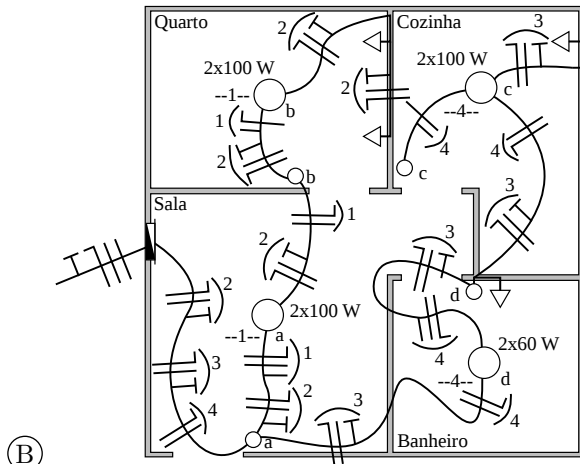 Quarto
Cozinha
2
3
2x100 W
2x100 W
--1--
b
2
c
1
--4--
4
4
2
b
c
Sala
1
3
2
3
2
d
2x100 W
--1--
a
4
2x60 W
3
1
--4--
d
2
4
3
4
a
Banheiro
B